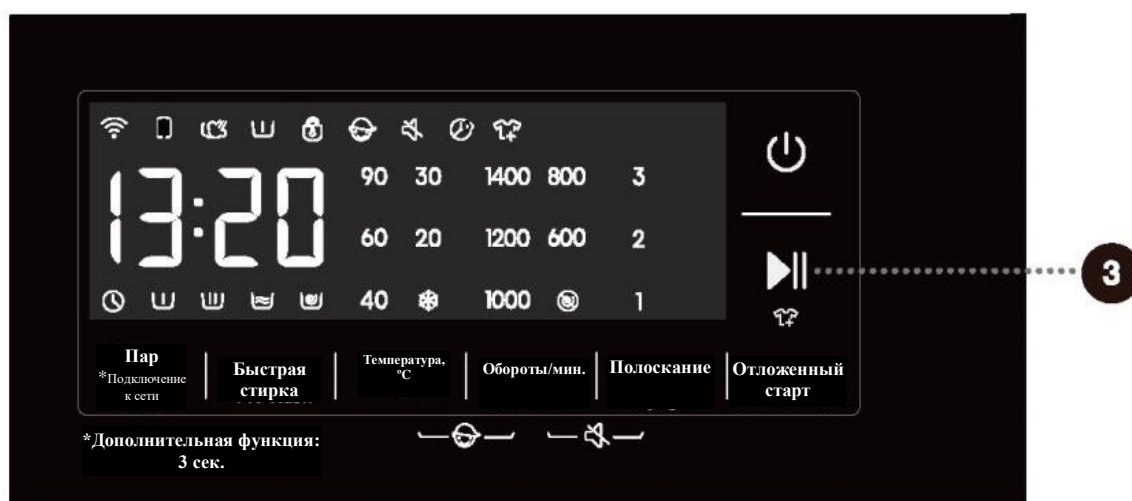 13:20
90 30 1400 800 3
60 20 1200 600 2
40 1000 1
3
Пар
*Подключение
к сети
Быстрая
стирка
Температура,
°C
Обороты/мин.
Полоскание
Отложенный
старт
*Дополнительная функция:
3 сек.